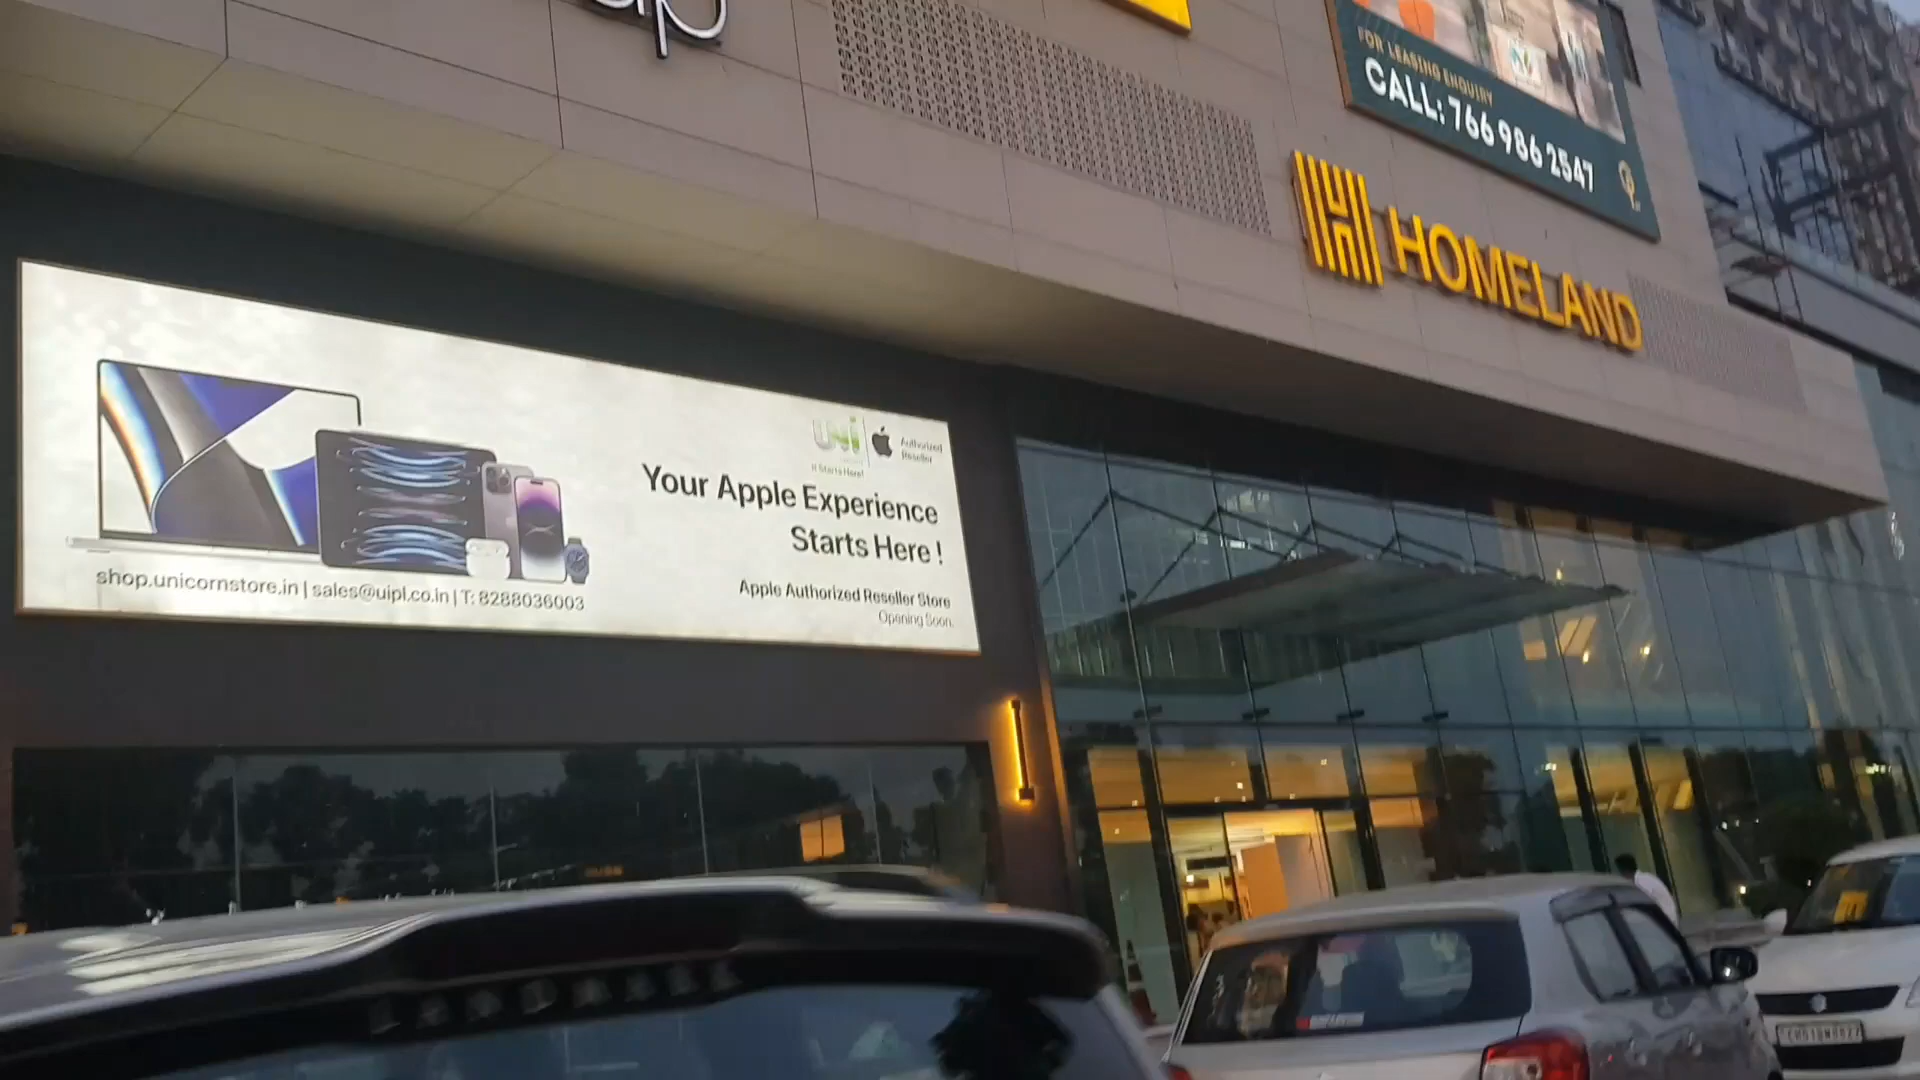 FOR LEASING ENQUIRY
CALL: 766 986 2547
HOMELAND
uni
It Starts Here!
Authorized
Reseller
Your Apple Experience
Starts Here !
Apple Authorized Reseller Store
Opening Soon.
shop.unicornstore.in | sales@uipl.co.in | T: 8288036003